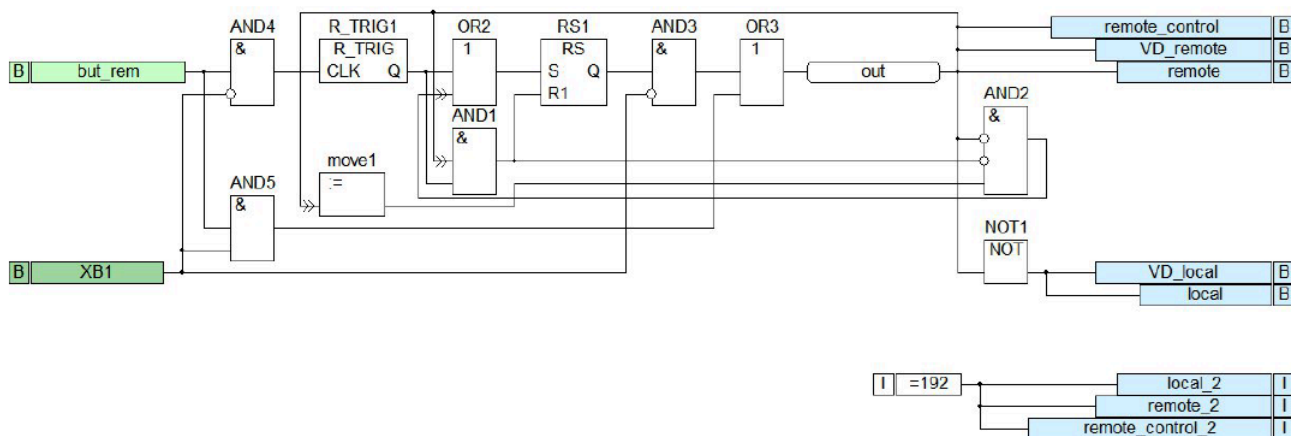 AND4 R_TRIG1 OR2 RS1 AND3 OR3 remote_control B
& R_TRIG 1 RS & 1 VD_remote B
B but_rem CLK Q S Q out remote B
R1 AND2
AND1 &
&
move1
AND5 :=
&
NOT1
NOT
B XB1 VD_local B
local B
I =192 local_2 I
remote_2 I
remote_control_2 I